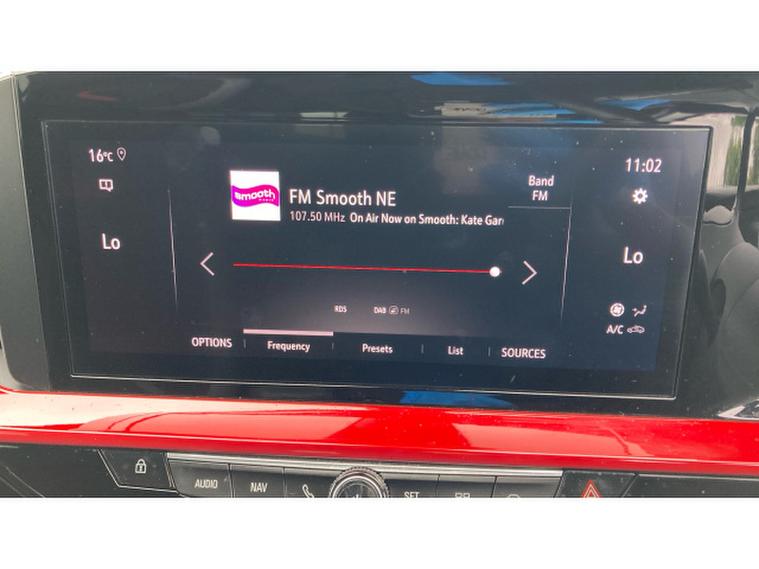 16°C
11:02
smooth
RADIO
FM Smooth NE
107.50 MHz On Air Now on Smooth: Kate Gar
Band
FM
Lo
Lo
RDS DAB FM
A/C
OPTIONS Frequency Presets List SOURCES
AUDIO NAV SET